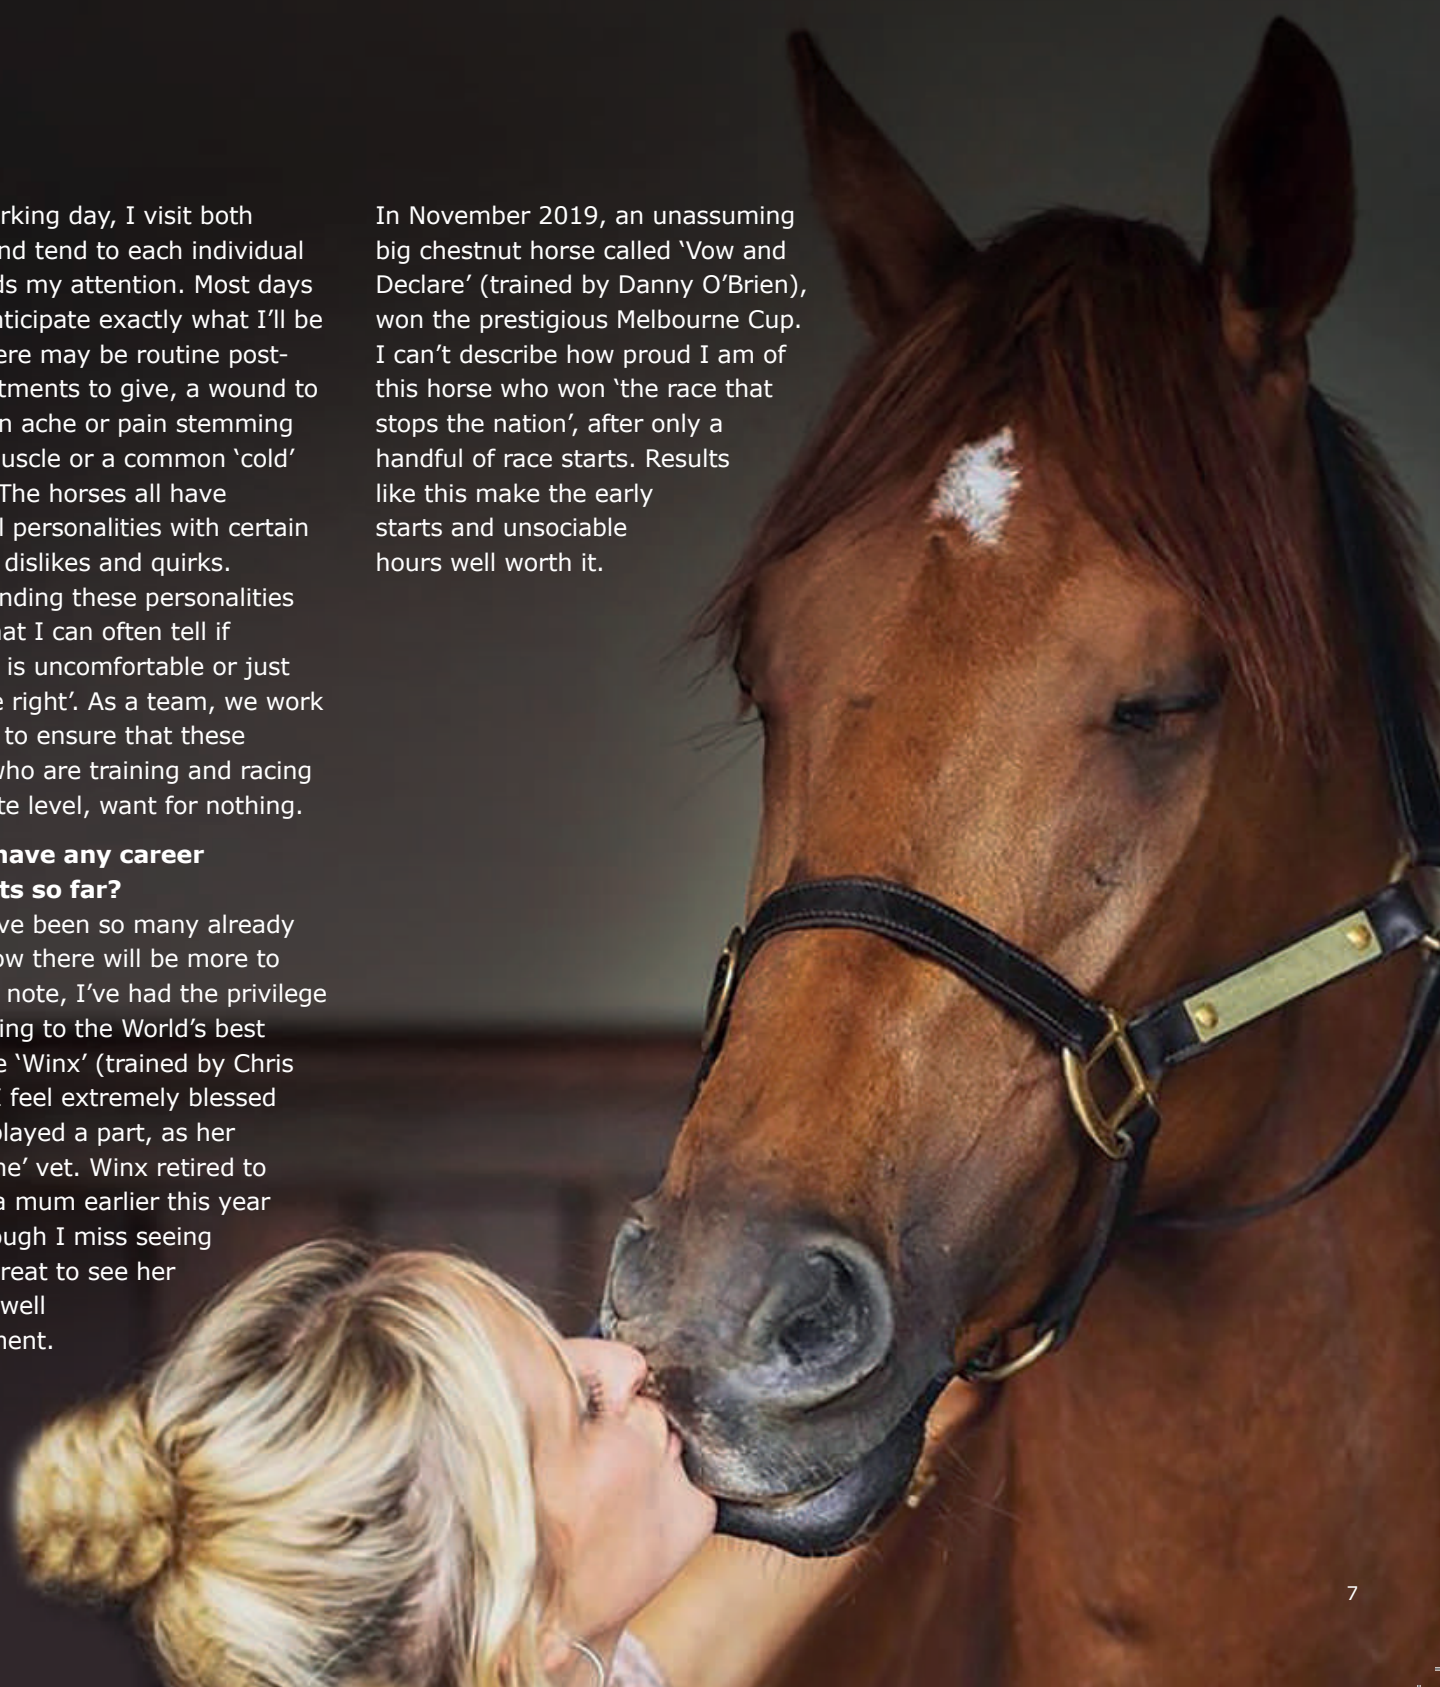 rking day, I visit both
nd tend to each individual
ds my attention. Most days
nticipate exactly what I’ll be
ere may be routine post-
tments to give, a wound to
n ache or pain stemming
uscle or a common ‘cold’
The horses all have
l personalities with certain
dislikes and quirks.
nding these personalities
hat I can often tell if
is uncomfortable or just
e right’. As a team, we work
to ensure that these
who are training and racing
te level, want for nothing.
have any career
ts so far?
ve been so many already
ow there will be more to
note, I’ve had the privilege
ing to the World’s best
e ‘Winx’ (trained by Chris
I feel extremely blessed
played a part, as her
ne’ vet. Winx retired to
a mum earlier this year
ough I miss seeing
reat to see her
well
ment.
In November 2019, an unassuming
big chestnut horse called ‘Vow and
Declare’ (trained by Danny O’Brien),
won the prestigious Melbourne Cup.
I can’t describe how proud I am of
this horse who won ‘the race that
stops the nation’, after only a
handful of race starts. Results
like this make the early
starts and unsociable
hours well worth it.
7